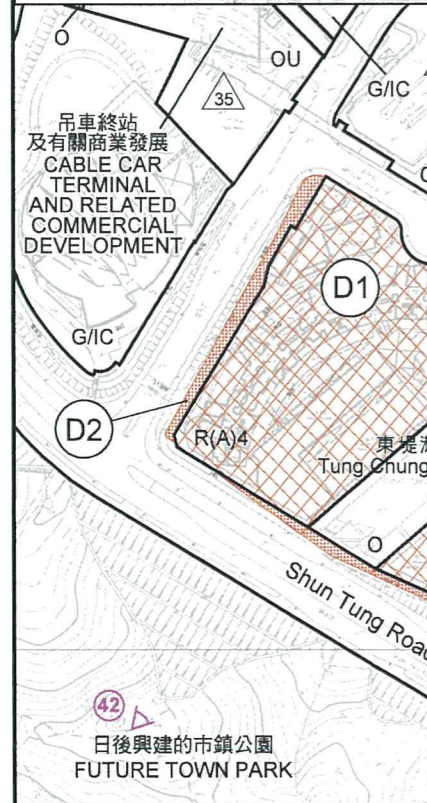 O
OU
G/IC
35
吊車終站
及有關商業發展
CABLE CAR
TERMINAL
AND RELATED
COMMERCIAL
DEVELOPMENT
D1
G/IC
D2
R(A)4
東堤
Tung Chung
O
Shun Tung Road
42
日後興建的市鎮公園
FUTURE TOWN PARK